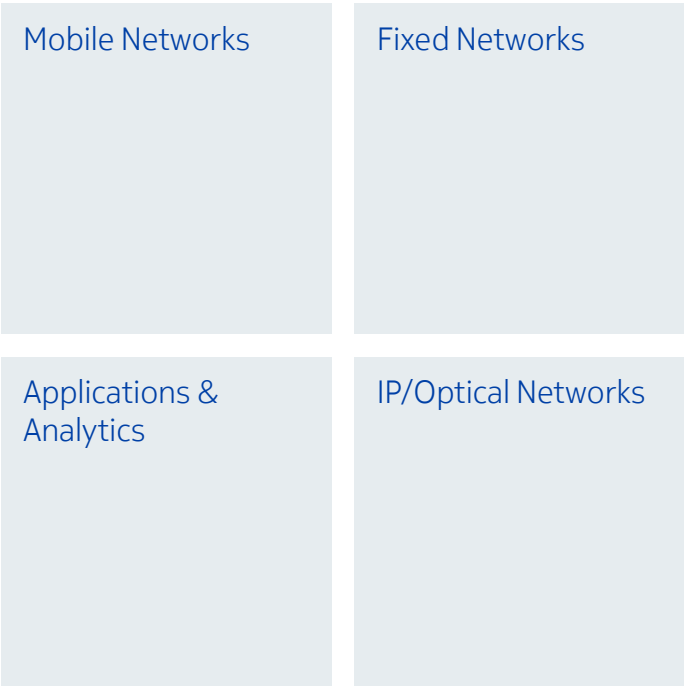 Mobile Networks
Fixed Networks
Applications &
Analytics
IP/Optical Networks